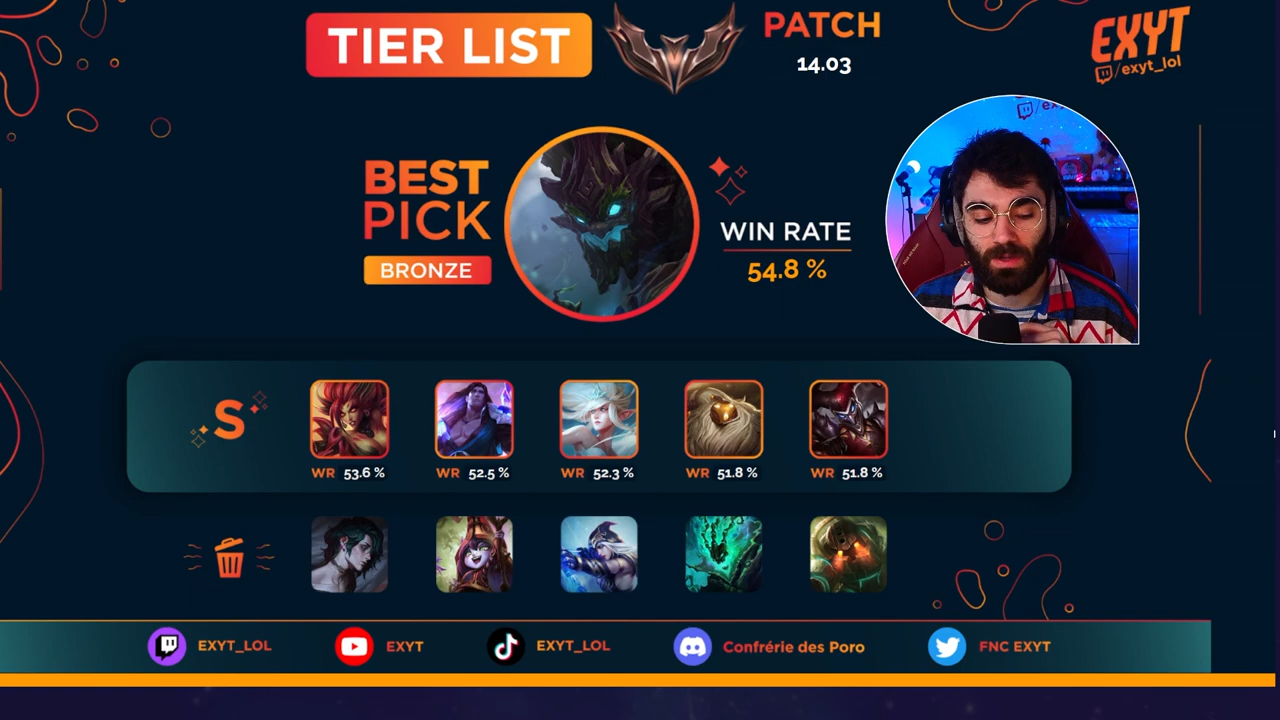 TIER LIST
PATCH
14.03
EXYT
/exyt_lol
BEST
PICK
BRONZE
WIN RATE
54.8 %
S
WR 53.6 %
WR 52.5 %
WR 52.3 %
WR 51.8 %
WR 51.8 %
EXYT_LOL
EXYT
EXYT_LOL
Confrérie des Poro
FNC EXYT